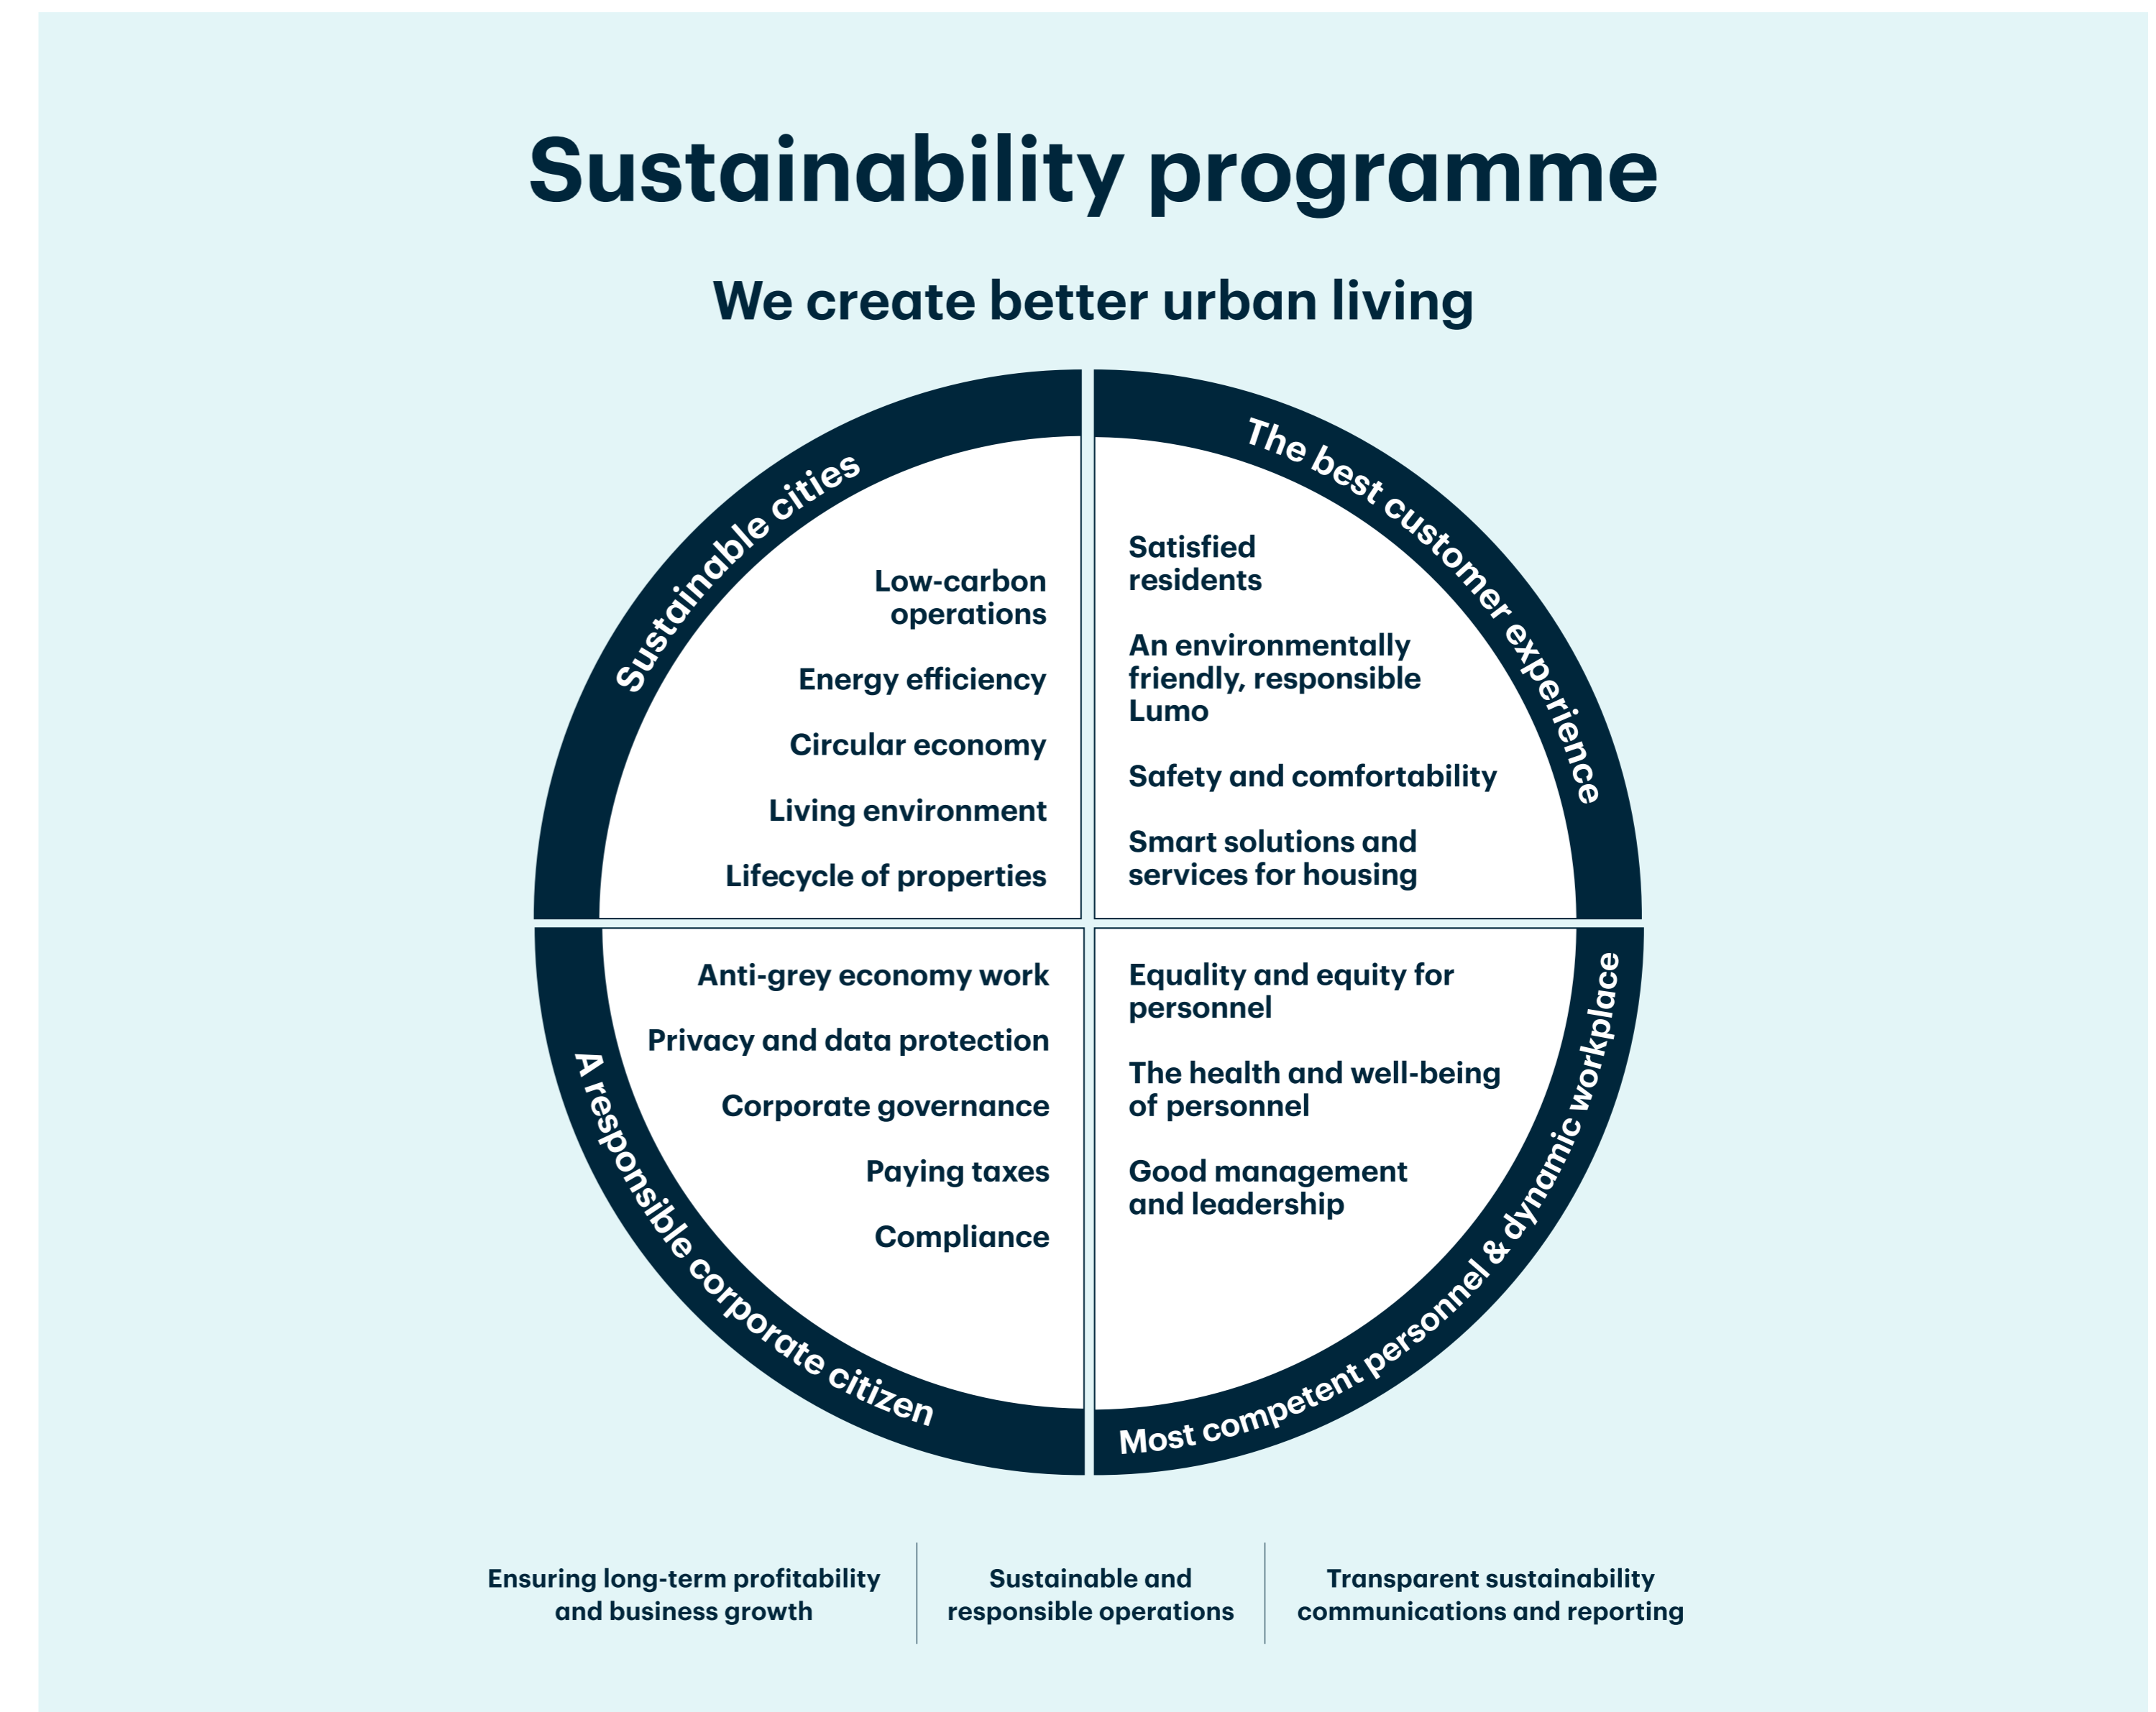 Sustainability programme
We create better urban living
Sustainable cities
Low-carbon
operations
Energy efficiency
Circular economy
Living environment
Lifecycle of properties
The best customer experience
Satisfied
residents
An environmentally
friendly, responsible
Lumo
Safety and comfortability
Smart solutions and
services for housing
A responsible corporate citizen
Anti-grey economy work
Privacy and data protection
Corporate governance
Paying taxes
Compliance
Most competent personnel & dynamic workplace
Equality and equity for
personnel
The health and well-being
of personnel
Good management
and leadership
Ensuring long-term profitability
and business growth
Sustainable and
responsible operations
Transparent sustainability
communications and reporting